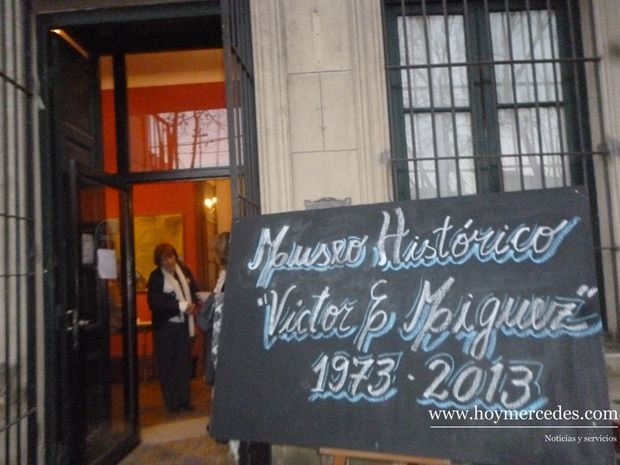 Museo Histórico
"Victor E Miguez"
1973 - 2013
www.hoymercedes.com
Noticias y servicios